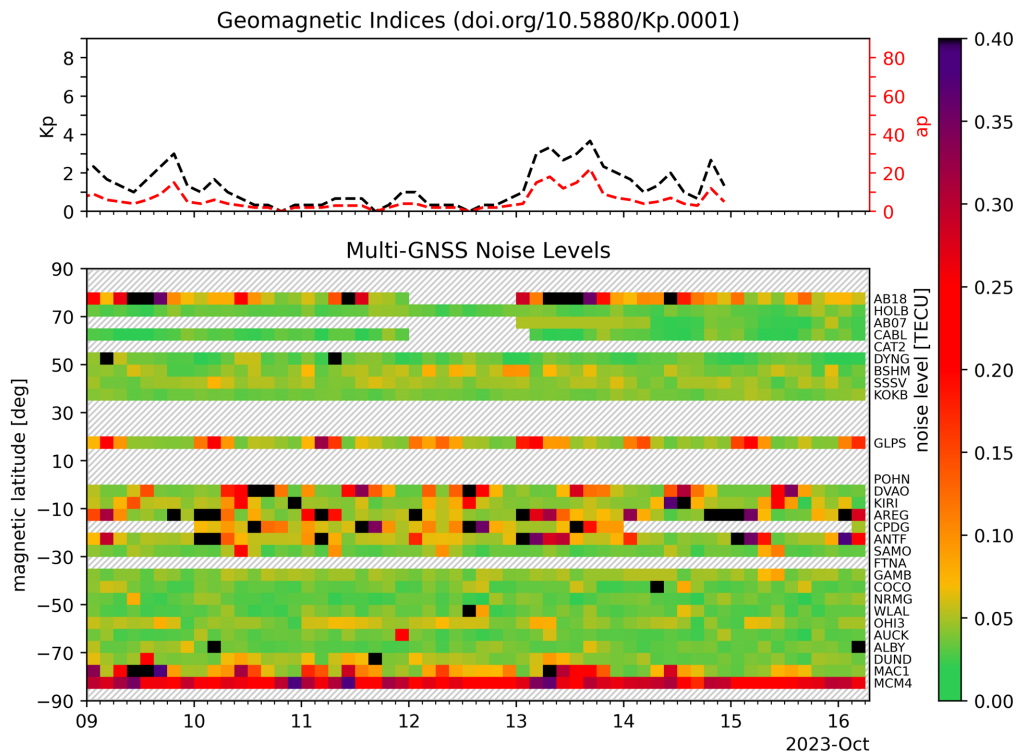 Geomagnetic Indices (doi.org/10.5880/Kp.0001)
8
6
4
2
0
Kp
80
60
40
20
0
ap
Multi-GNSS Noise Levels
90
70
50
30
10
−10
−30
−50
−70
−90
magnetic latitude [deg]
AB18
HOLB
AB07
CABL
CAT2
DYNG
BSHM
SSSV
KOKB
GLPS
POHN
DVAO
KIRI
AREG
CPDG
ANTF
SAMO
FTNA
GAMB
COCO
NRMG
WLAL
OHI3
AUCK
ALBY
DUND
MAC1
MCM4
09 10 11 12 13 14 15 16
2023-Oct
noise level [TECU]
0.40
0.35
0.30
0.25
0.20
0.15
0.10
0.05
0.00